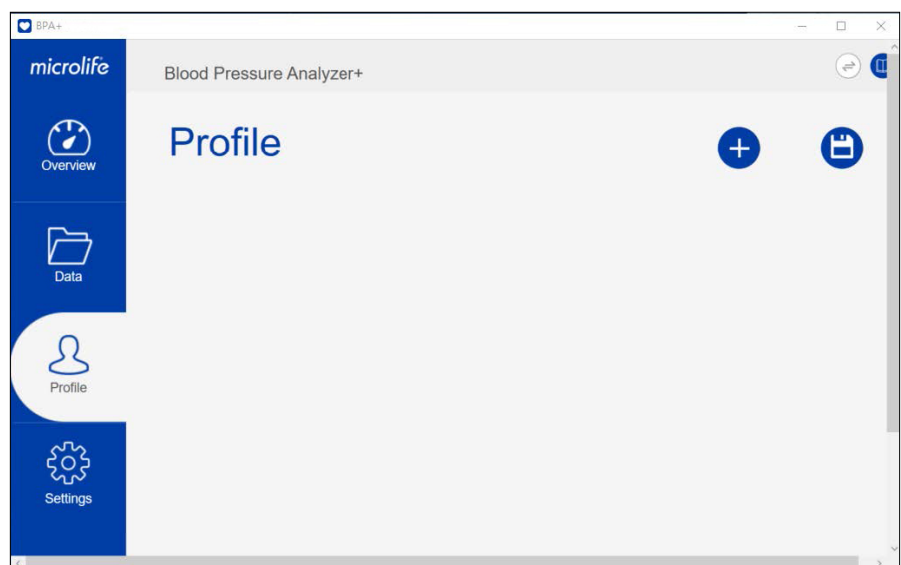 BPA+
microlife
Blood Pressure Analyzer+
Profile
Overview
Data
Profile
Settings